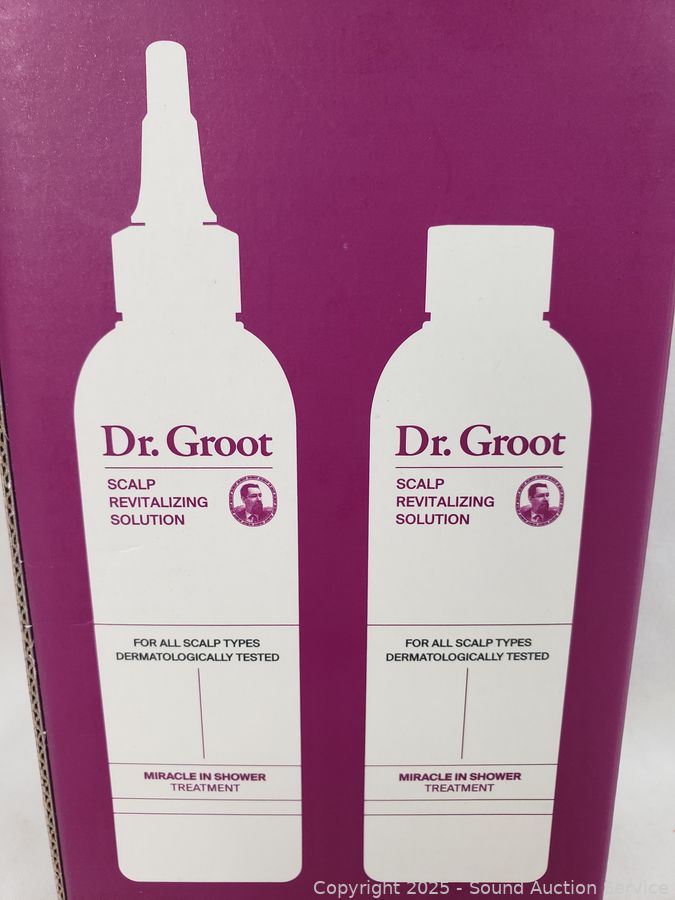 Dr. Groot
SCALP
REVITALIZING
SOLUTION
FOR ALL SCALP TYPES
DERMATOLOGICALLY TESTED
MIRACLE IN SHOWER
TREATMENT
Dr. Groot
SCALP
REVITALIZING
SOLUTION
FOR ALL SCALP TYPES
DERMATOLOGICALLY TESTED
MIRACLE IN SHOWER
TREATMENT
Copyright 2025 - Sound Auction Service